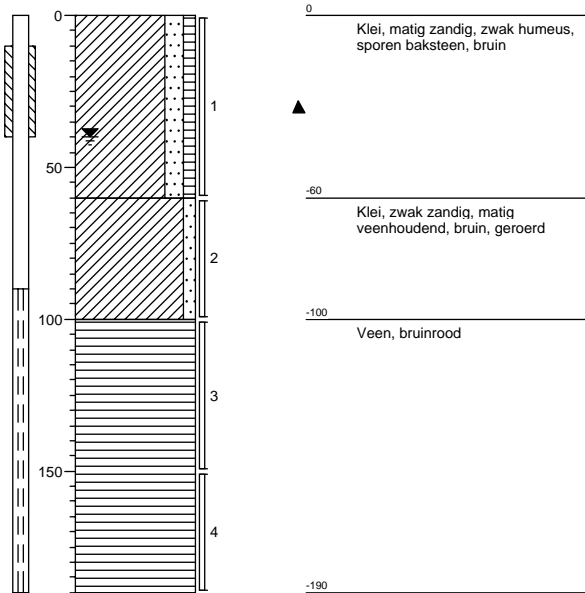 0
50
100
150
1
2
3
4
0
Klei, matig zandig, zwak humeus,
sporen baksteen, bruin
-60
Klei, zwak zandig, matig
veenhoudend, bruin, geroerd
-100
Veen, bruinrood
-190